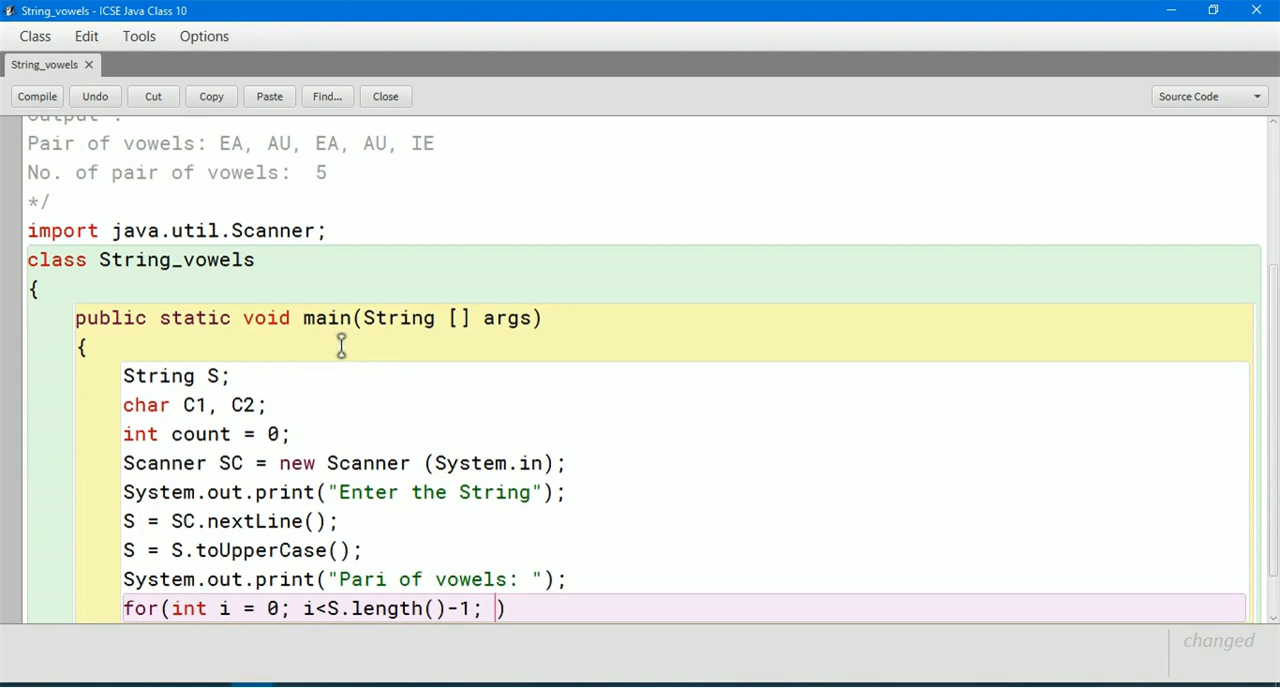 String_vowels - ICSE Java Class 10
Class Edit Tools Options
String_vowels ✕
Compile Undo Cut Copy Paste Find... Close Source Code
Output :
Pair of vowels: EA, AU, EA, AU, IE
No. of pair of vowels:  5
*/
import java.util.Scanner;
class String_vowels
{
public static void main(String [] args)
{
String S;
char C1, C2;
int count = 0;
Scanner SC = new Scanner (System.in);
System.out.print("Enter the String");
S = SC.nextLine();
S = S.toUpperCase();
System.out.print("Pari of vowels: ");
for(int i = 0; i<S.length()-1; )
changed